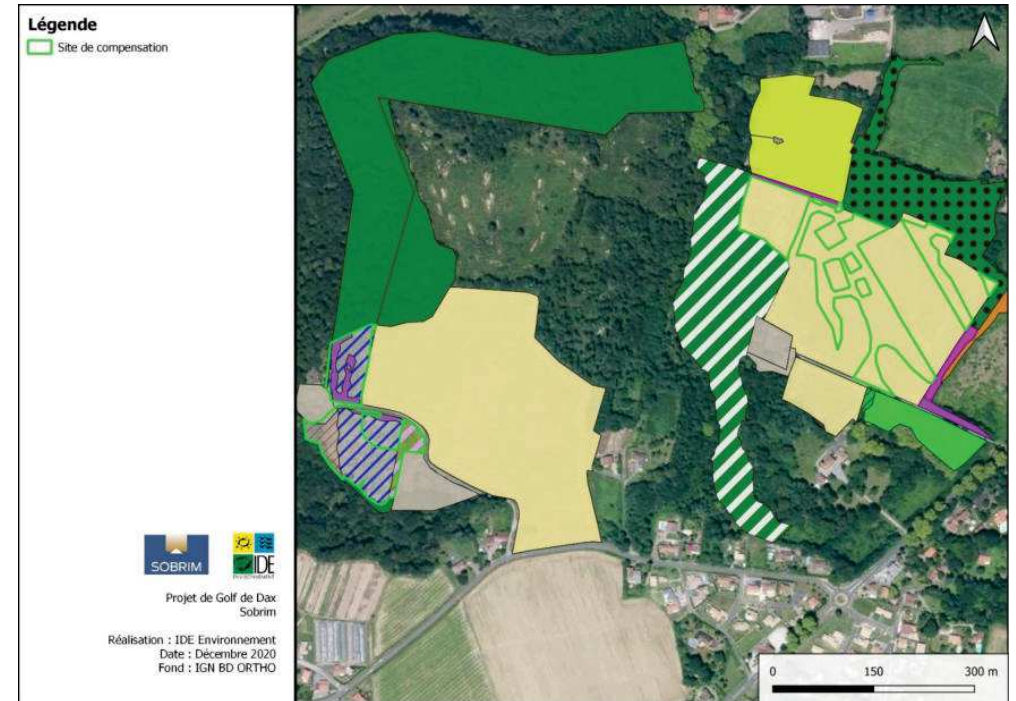 Légende
Site de compensation
SOBRIM
IDE
ENVIRONNEMENT
Projet de Golf de Dax
Sobrim
Réalisation : IDE Environnement
Date : Décembre 2020
Fond : IGN BD ORTHO
0 150 300 m